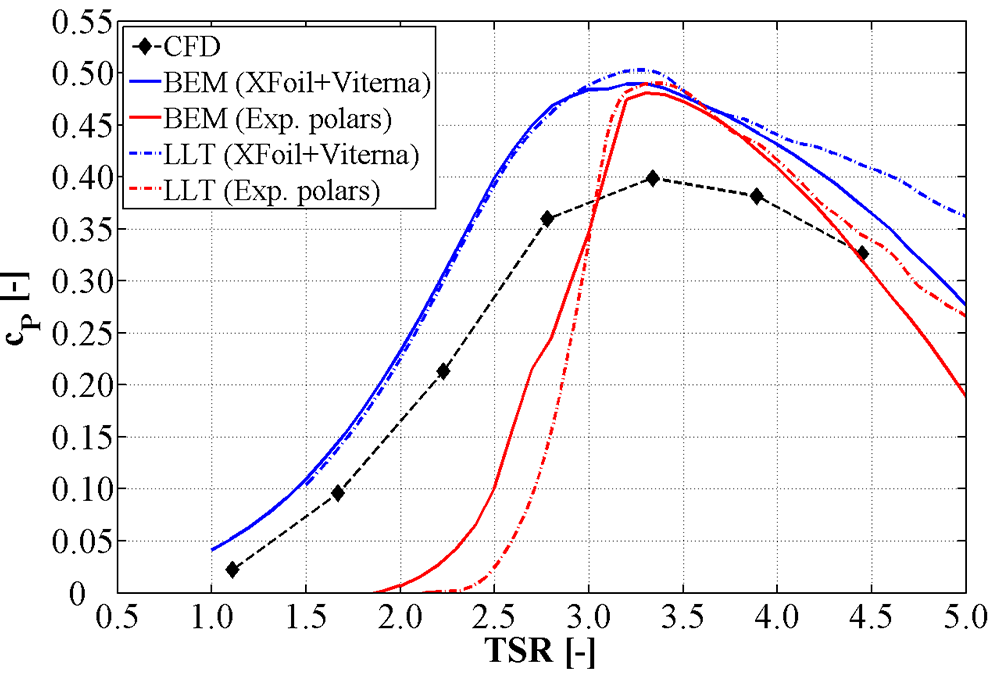 0.55
0.50
0.45
0.40
0.35
0.30
0.25
0.20
0.15
0.10
0.05
0
cP [-]
CFD
BEM (XFoil+Viterna)
BEM (Exp. polars)
LLT (XFoil+Viterna)
LLT (Exp. polars)
0.5 1.0 1.5 2.0 2.5 3.0 3.5 4.0 4.5 5.0
TSR [-]